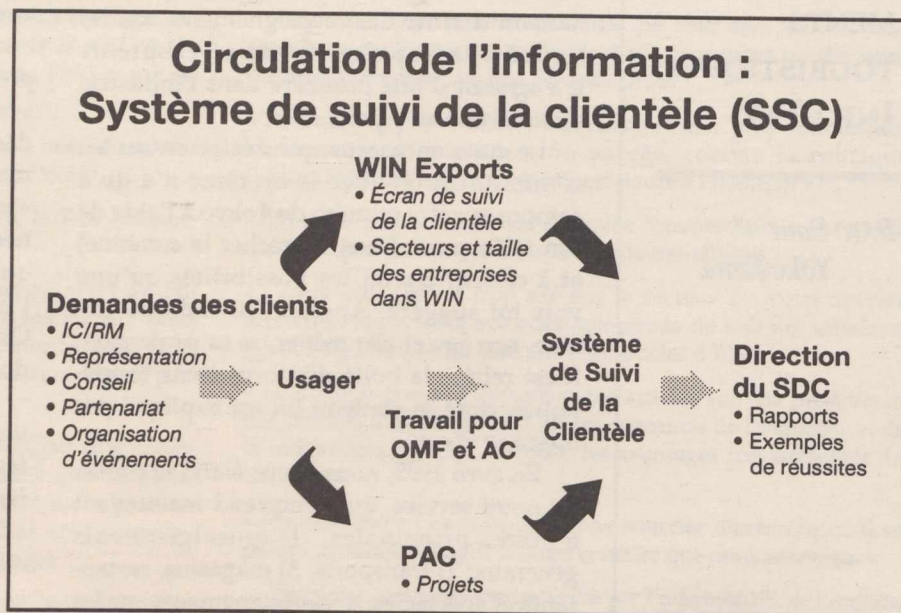 Circulation de l'information :
Système de suivi de la clientèle (SSC)
WIN Exports
• Écran de suivi
de la clientèle
• Secteurs et taille
des entreprises
dans WIN
Demandes des clients
• IC/RM
• Représentation
• Conseil
• Partenariat
• Organisation
d'événements
Usager
Travail pour
OMF et AC
Système
de Suivi
de la
Clientèle
Direction
du SDC
• Rapports
• Exemples
de réussites
PAC
• Projets